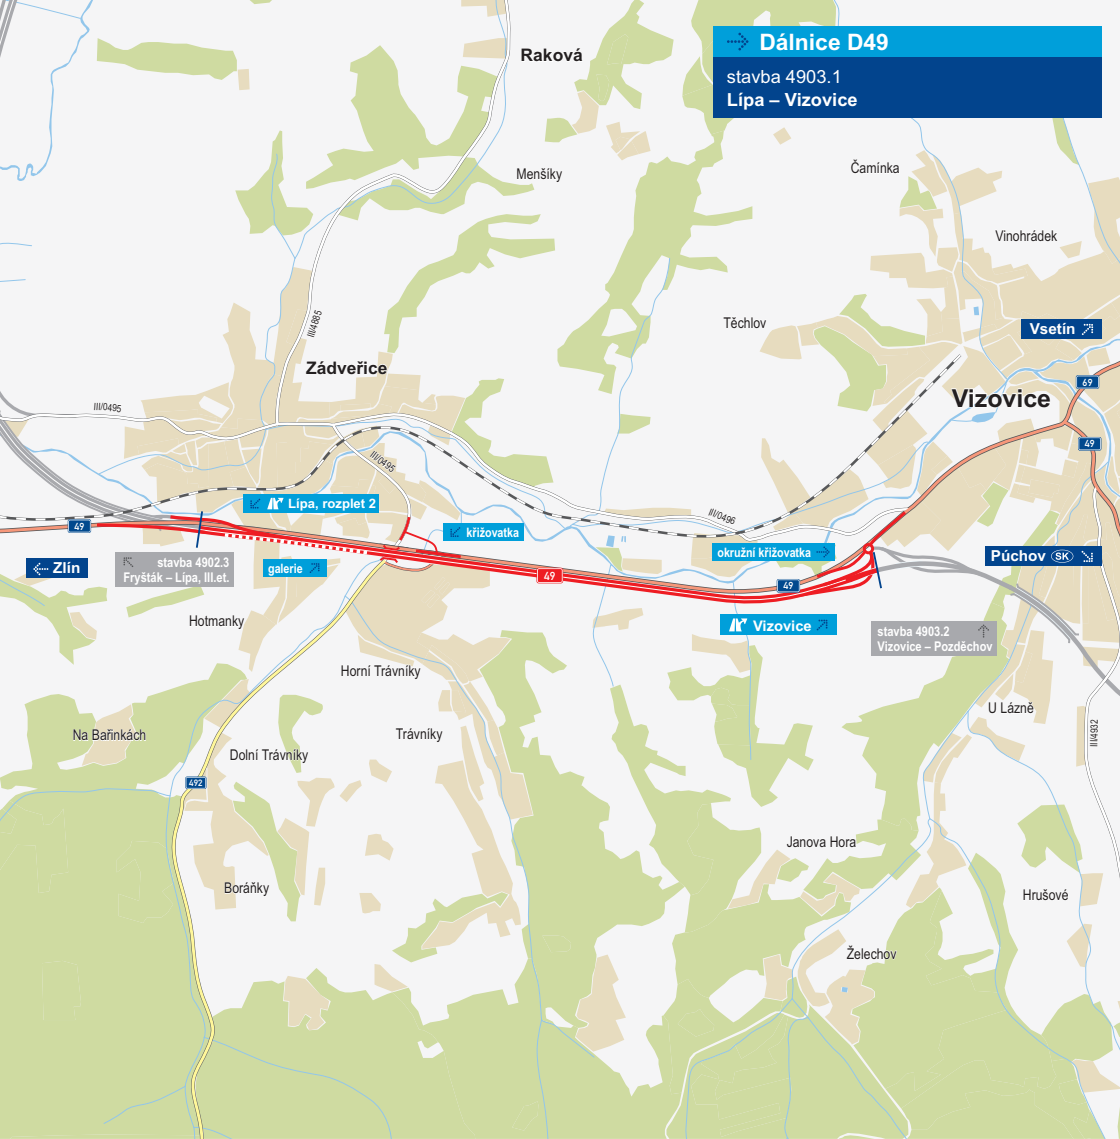 Dálnice D49
stavba 4903.1
Lípa – Vizovice
Raková
Menšíky
Čamínka
Vinohrádek
Těchlov
Vsetín
III/4885
Zádveřice
69
Vizovice
III/0495
49
III/0495
Lípa, rozplet 2
III/0496
49
křižovatka
okružní křižovatka
Púchov SK
Zlín
stavba 4902.3
Fryšták – Lípa, III.et.
galerie
49
49
Hotmanky
Vizovice
stavba 4903.2
Vizovice – Pozděchov
Horní Trávníky
U Lázně
Na Bařinkách
Trávníky
III/4932
Dolní Trávníky
492
Janova Hora
Boráňky
Hrušové
Želechov